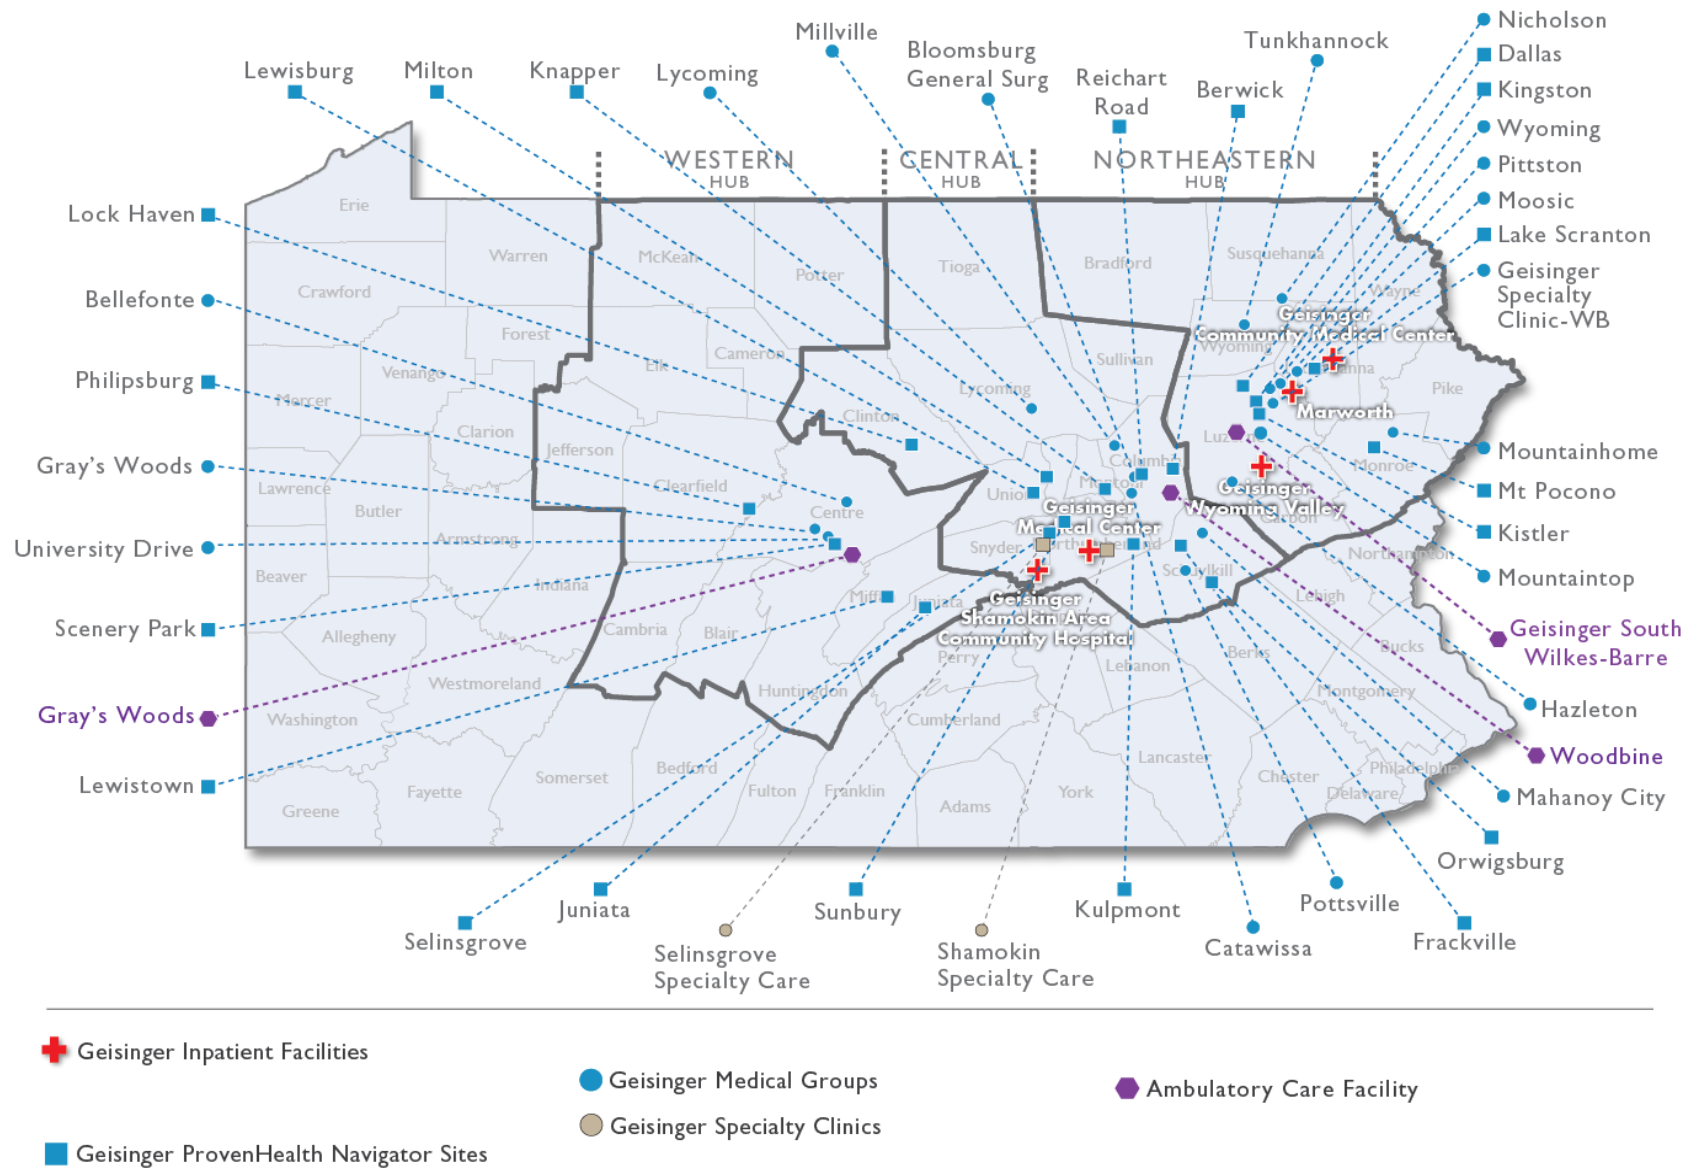 Millville
Bloomsburg
General Surg
Tunkhannock
Nicholson
Dallas
Kingston
Wyoming
Pittston
Moosic
Lake Scranton
Geisinger
Specialty
Clinic-WB
Lewisburg
Milton
Knapper
Lycoming
Reichart
Road
Berwick
WESTERN
HUB
CENTRAL
HUB
NORTHEASTERN
HUB
Lock Haven
Bellefonte
Philipsburg
Gray's Woods
University Drive
Scenery Park
Gray's Woods
Lewistown
Erie
Warren
McKean
Potter
Tioga
Bradford
Susquehanna
Wayne
Crawford
Forest
Elk
Cameron
Sullivan
Wyoming
Geisinger
Community Medical Center
Venango
Mercer
Lycoming
Clinton
Pike
Marworth
Clarion
Jefferson
Monroe
Lawrence
Butler
Clearfield
Centre
Union
Geisinger
Wyoming Valley
Carbon
Geisinger
Medical Center
Armstrong
Snyder
Schuylkill
Northampton
Beaver
Indiana
Mifflin
Juniata
Lehigh
Geisinger
Shamokin Area
Community Hospital
Allegheny
Cambria
Blair
Perry
Lebanon
Berks
Bucks
Westmoreland
Huntingdon
Montgomery
Washington
Cumberland
Somerset
Bedford
Lancaster
Chester
Philadelphia
Greene
Fayette
Fulton
Franklin
Adams
York
Delaware
Mountainhome
Mt Pocono
Kistler
Mountaintop
Geisinger South
Wilkes-Barre
Hazleton
Woodbine
Mahanoy City
Orwigsburg
Selinsgrove
Juniata
Selinsgrove
Specialty Care
Sunbury
Shamokin
Specialty Care
Kulpmont
Catawissa
Pottsville
Frackville
Geisinger Inpatient Facilities
Geisinger Medical Groups
Ambulatory Care Facility
Geisinger Specialty Clinics
Geisinger ProvenHealth Navigator Sites